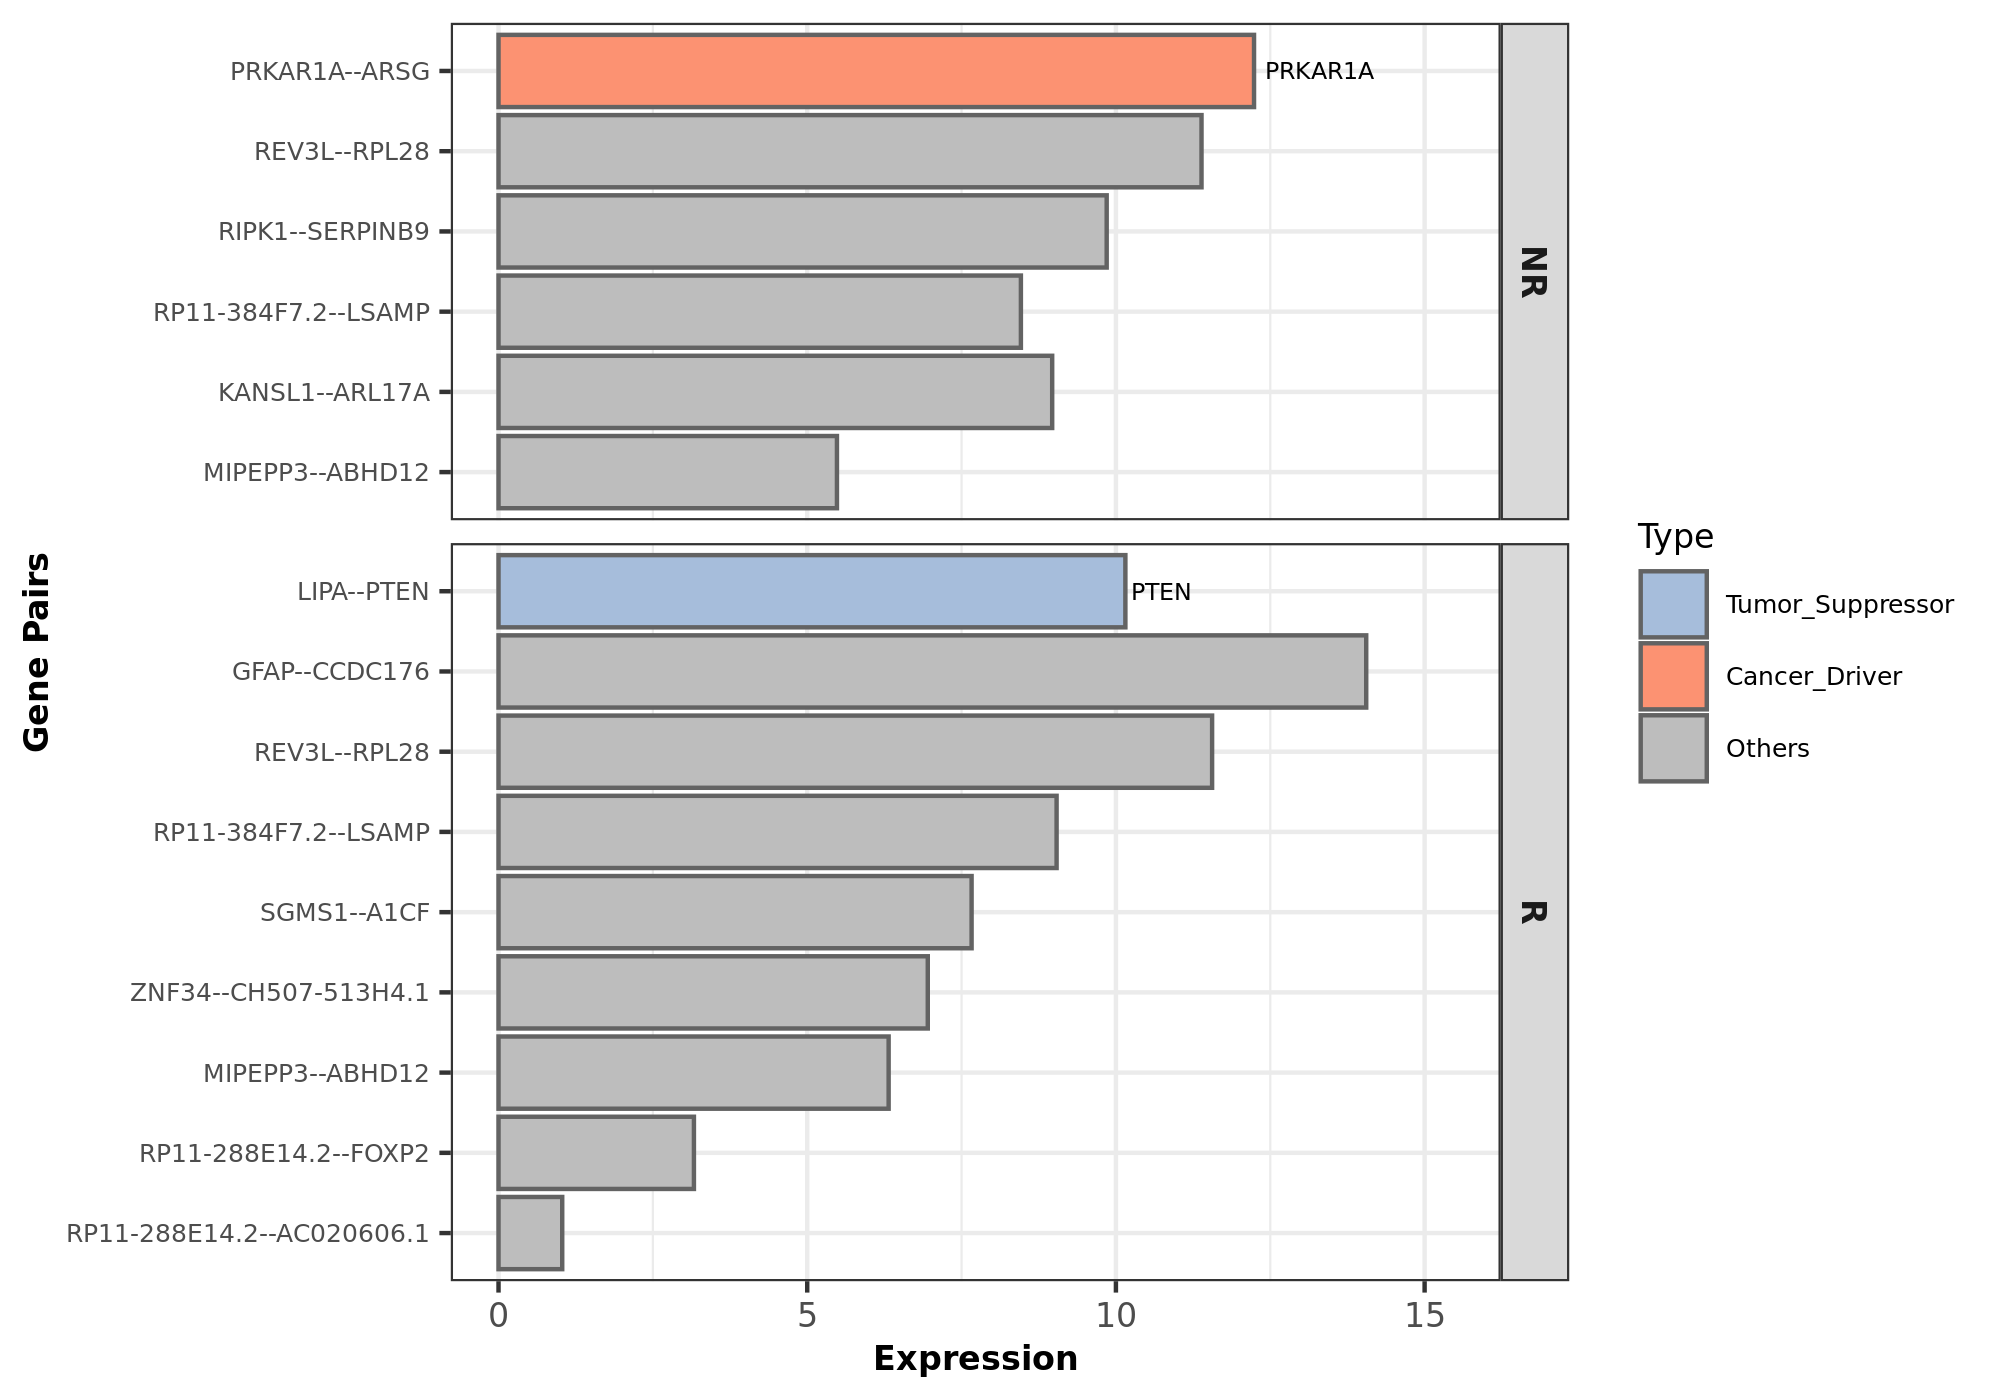 PRKAR1A--ARSG
PRKAR1A
REV3L--RPL28
RIPK1--SERPINB9
RP11-384F7.2--LSAMP
KANSL1--ARL17A
MIPEPP3--ABHD12
NR
LIPA--PTEN
PTEN
GFAP--CCDC176
REV3L--RPL28
RP11-384F7.2--LSAMP
SGMS1--A1CF
ZNF34--CH507-513H4.1
MIPEPP3--ABHD12
RP11-288E14.2--FOXP2
RP11-288E14.2--AC020606.1
R
Gene Pairs
0 5 10 15
Expression
Type
Tumor_Suppressor
Cancer_Driver
Others